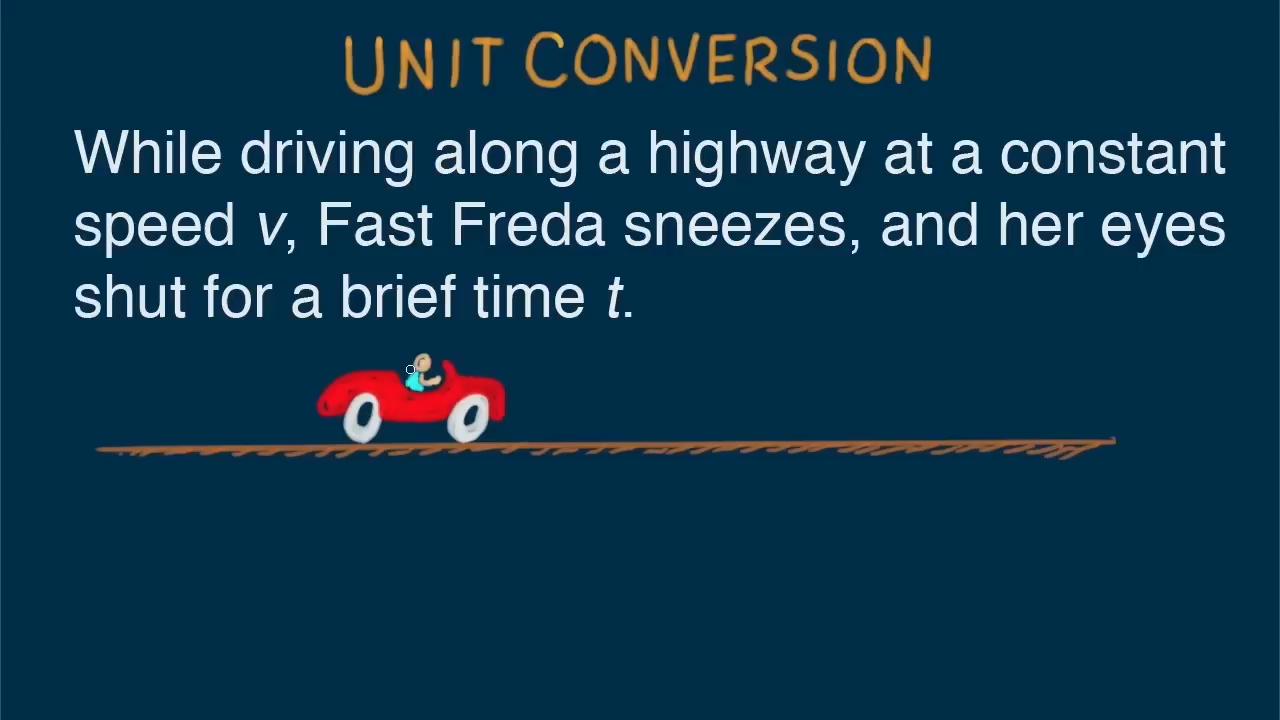 UNIT CONVERSION
While driving along a highway at a constant
speed v, Fast Freda sneezes, and her eyes
shut for a brief time t.